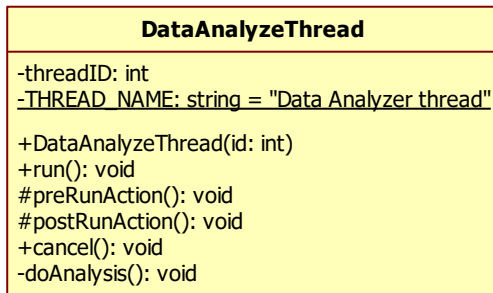 DataAnalyzeThread
-threadID: int
-THREAD_NAME: string = "Data Analyzer thread"
+DataAnalyzeThread(id: int)
+run(): void
#preRunAction(): void
#postRunAction(): void
+cancel(): void
-doAnalysis(): void